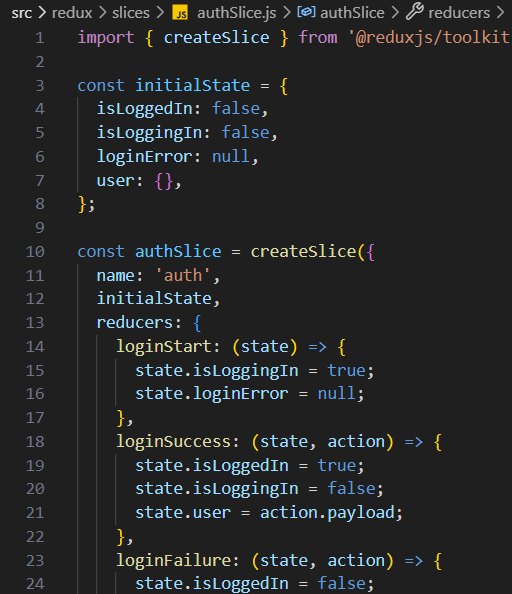 src > redux > slices > JS authSlice.js > authSlice > reducers >
1 import { createSlice } from '@reduxjs/toolkit
2
3 const initialState = {
4 isLoggedIn: false,
5 isLoggingIn: false,
6 loginError: null,
7 user: {},
8 };
9
10 const authSlice = createSlice({
11 name: 'auth',
12 initialState,
13 reducers: {
14 loginStart: (state) => {
15 state.isLoggingIn = true;
16 state.loginError = null;
17 },
18 loginSuccess: (state, action) => {
19 state.isLoggedIn = true;
20 state.isLoggingIn = false;
21 state.user = action.payload;
22 },
23 loginFailure: (state, action) => {
24 state.isLoggedIn = false;